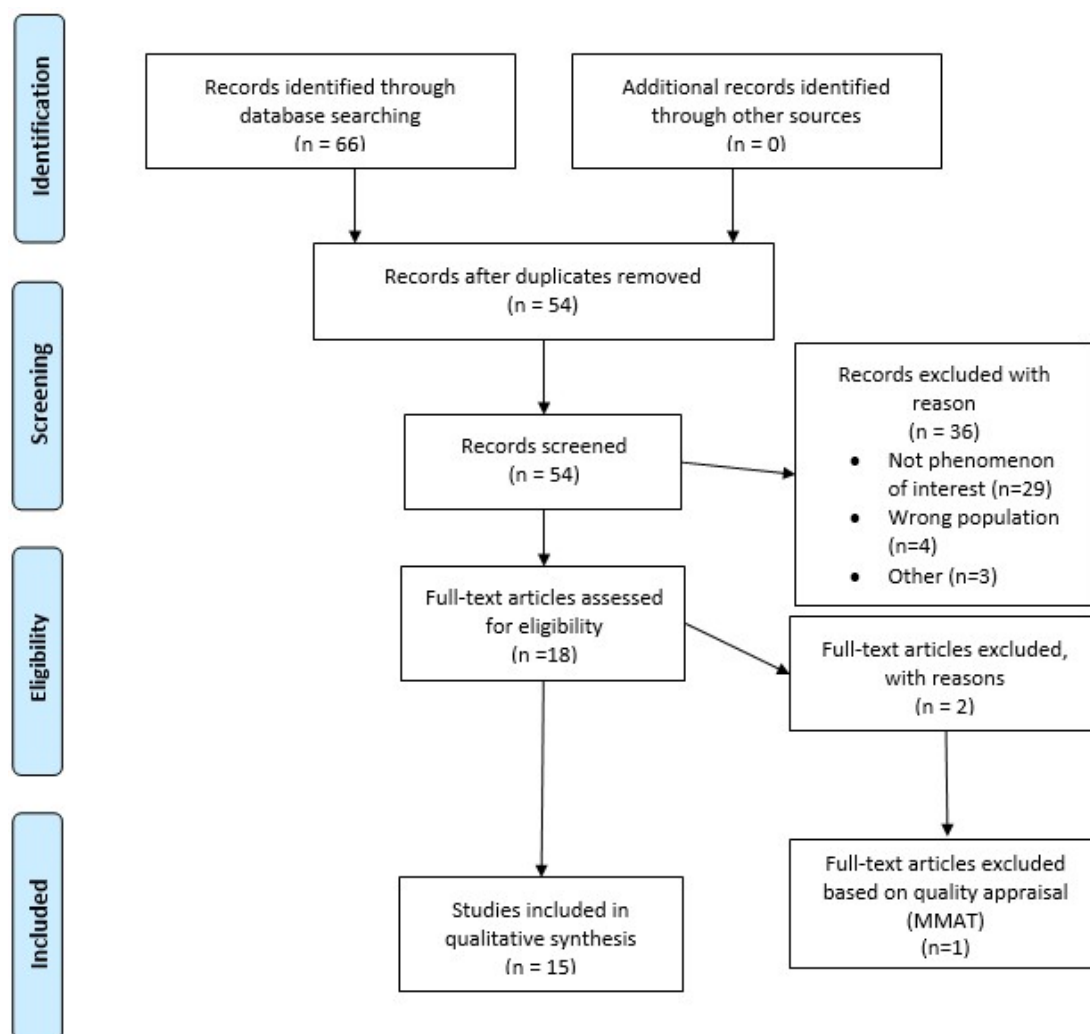 Identification
Records identified through
database searching
(n = 66)
Additional records identified
through other sources
(n = 0)
Records after duplicates removed
(n = 54)
Screening
Records screened
(n = 54)
Records excluded with
reason
(n = 36)
• Not phenomenon
of interest (n=29)
• Wrong population
(n=4)
• Other (n=3)
Eligibility
Full-text articles assessed
for eligibility
(n =18)
Full-text articles excluded,
with reasons
(n = 2)
Included
Studies included in
qualitative synthesis
(n = 15)
Full-text articles excluded
based on quality appraisal
(MMAT)
(n=1)